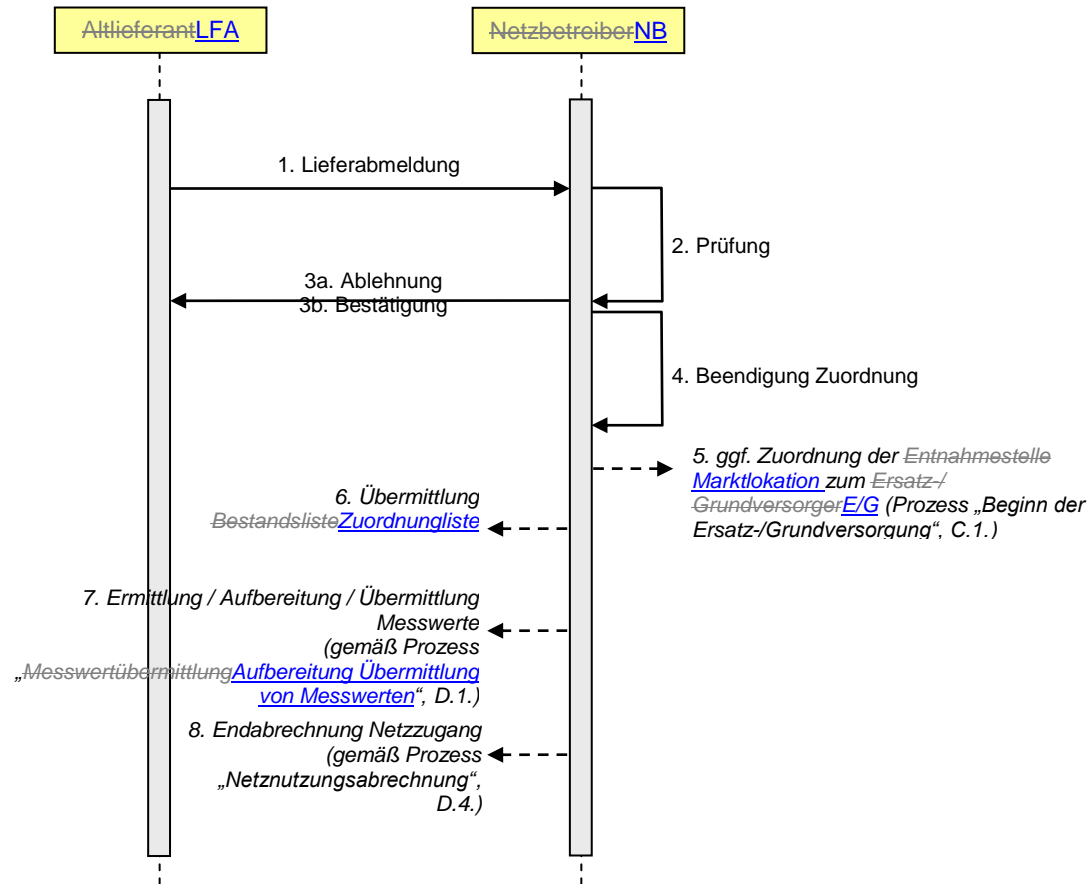 AltlieferantLFA
NetzbetreiberNB
1. Lieferabmeldung
2. Prüfung
3a. Ablehnung
3b. Bestätigung
4. Beendigung Zuordnung
5. ggf. Zuordnung der Entnahmestelle
Marktlokation zum Ersatz-/
GrundversorgerE/G (Prozess „Beginn der
Ersatz-/Grundversorgung“, C.1.)
6. Übermittlung
BestandslisteZuordnungliste
7. Ermittlung / Aufbereitung / Übermittlung
Messwerte
(gemäß Prozess
„MesswertübermittlungAufbereitung Übermittlung
von Messwerten“, D.1.)
8. Endabrechnung Netzzugang
(gemäß Prozess
„Netznutzungsabrechnung“,
D.4.)